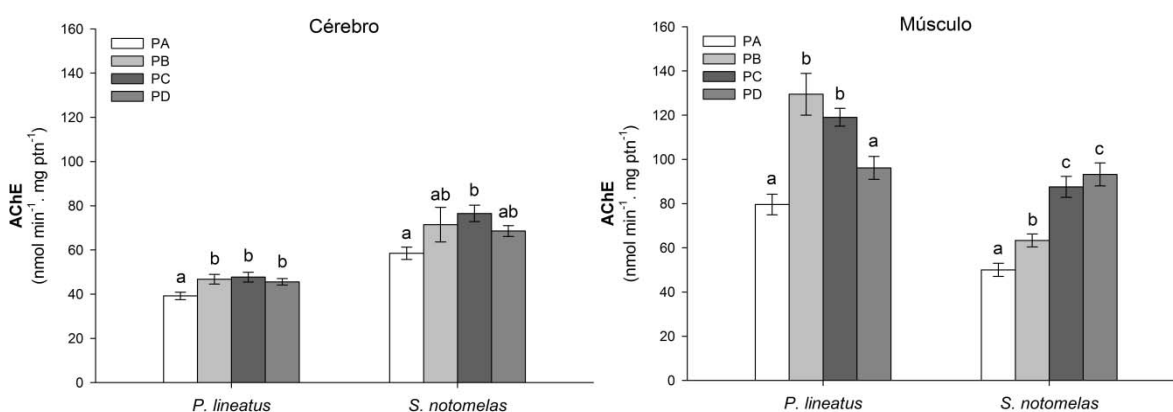 Cérebro
160
140
120
100
80
60
40
20
0
AChE
(nmol min⁻¹. mg ptn⁻¹)
PA
PB
PC
PD
a
b
b
b
a
ab
b
ab
P. lineatus
S. notomelas
Músculo
160
140
120
100
80
60
40
20
0
AChE
(nmol min⁻¹. mg ptn⁻¹)
PA
PB
PC
PD
a
b
b
a
a
b
c
c
P. lineatus
S. notomelas